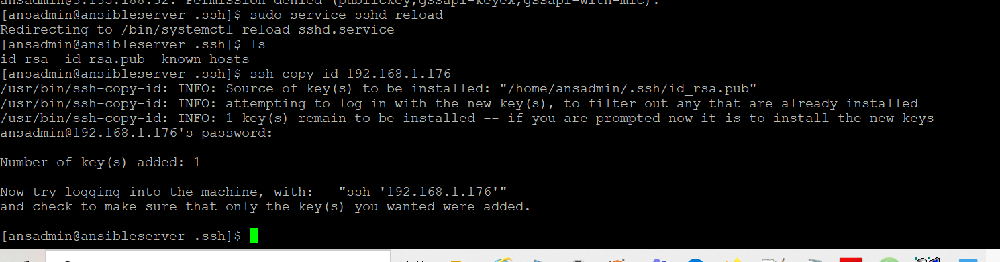 ansadmin@3.135.188.52: Permission denied (publickey,gssapi-keyex,gssapi-with-mic).
[ansadmin@ansibleserver .ssh]$ sudo service sshd reload
Redirecting to /bin/systemctl reload sshd.service
[ansadmin@ansibleserver .ssh]$ ls
id_rsa  id_rsa.pub  known_hosts
[ansadmin@ansibleserver .ssh]$ ssh-copy-id 192.168.1.176
/usr/bin/ssh-copy-id: INFO: Source of key(s) to be installed: "/home/ansadmin/.ssh/id_rsa.pub"
/usr/bin/ssh-copy-id: INFO: attempting to log in with the new key(s), to filter out any that are already installed
/usr/bin/ssh-copy-id: INFO: 1 key(s) remain to be installed -- if you are prompted now it is to install the new keys
ansadmin@192.168.1.176's password:
Number of key(s) added: 1
Now try logging into the machine, with:   "ssh '192.168.1.176'"
and check to make sure that only the key(s) you wanted were added.
[ansadmin@ansibleserver .ssh]$